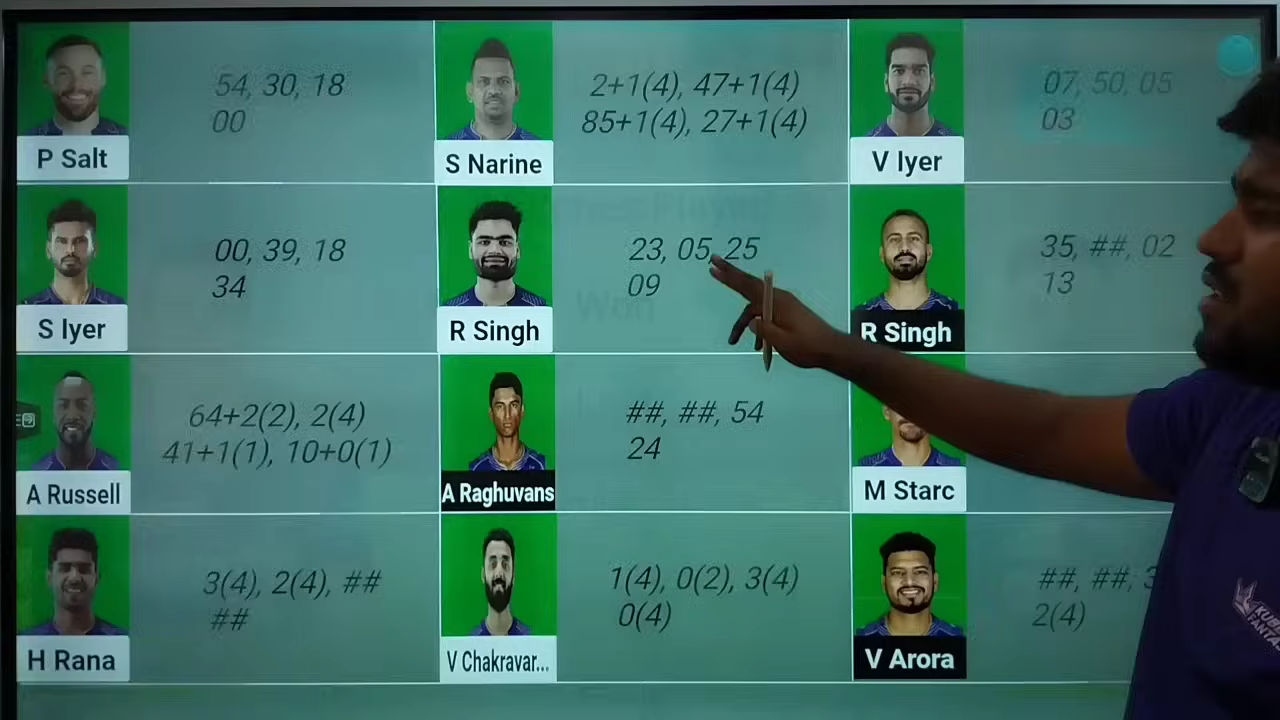 54, 30, 18
00
P Salt
2+1(4), 47+1(4)
85+1(4), 27+1(4)
S Narine
07, 50, 05
03
V Iyer
00, 39, 18
34
S Iyer
23, 05, 25
09
R Singh
35, ##, 02
13
R Singh
64+2(2), 2(4)
41+1(1), 10+0(1)
A Russell
##, ##, 54
24
A Raghuvans
M Starc
3(4), 2(4), ##
##
H Rana
1(4), 0(2), 3(4)
0(4)
V Chakravar...
##, ##, 3
2(4)
V Arora